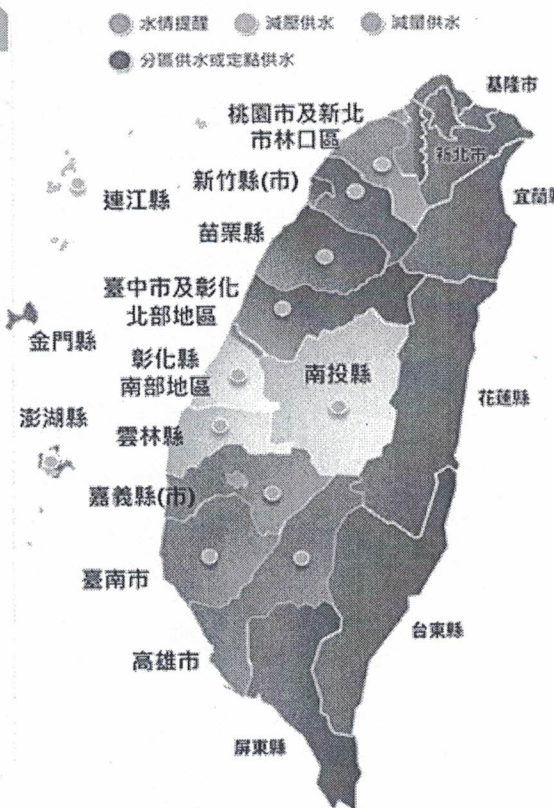 水情提醒
減壓供水
減量供水
分區供水或定點供水
基隆市
桃園市及新北
市林口區
新北市
新竹縣(市)
宜蘭縣
連江縣
苗栗縣
臺中市及彰化
北部地區
金門縣
彰化縣
南部地區
南投縣
花蓮縣
澎湖縣
雲林縣
嘉義縣(市)
臺南市
台東縣
高雄市
屏東縣